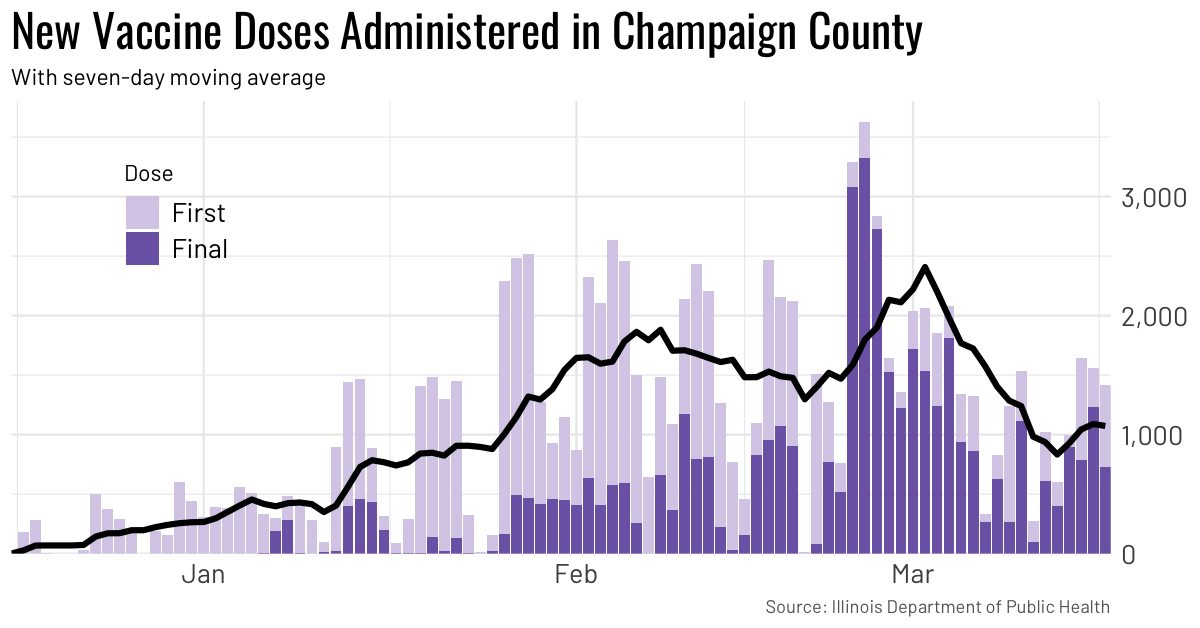 New Vaccine Doses Administered in Champaign County
With seven-day moving average
Dose
First
Final
3,000
2,000
1,000
0
Jan Feb Mar
Source: Illinois Department of Public Health